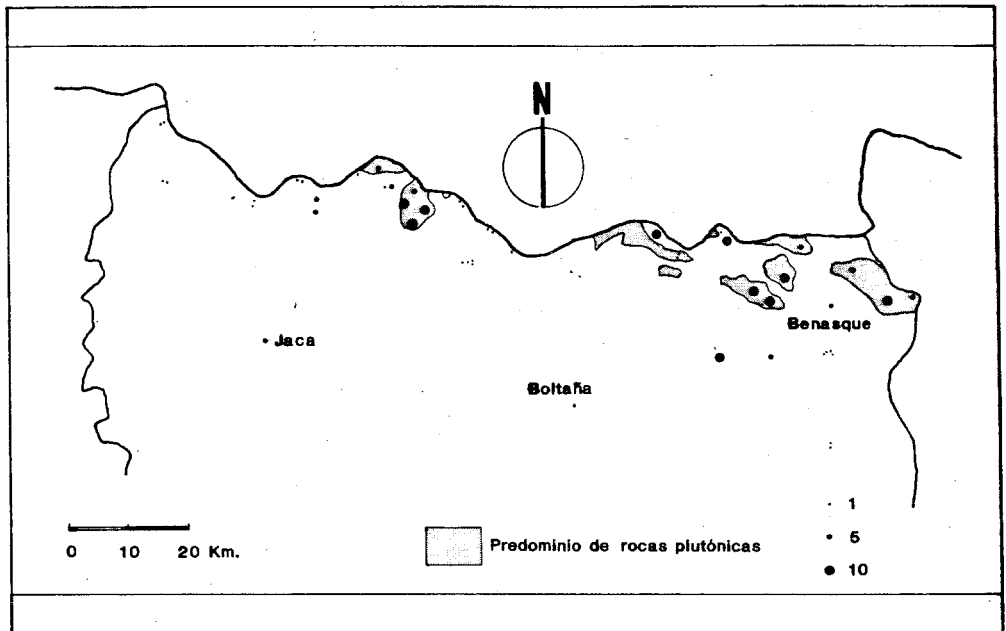 N
Jaca
Benasque
Boltaña
1
5
10
0 10 20 Km.
Predominio de rocas plutónicas